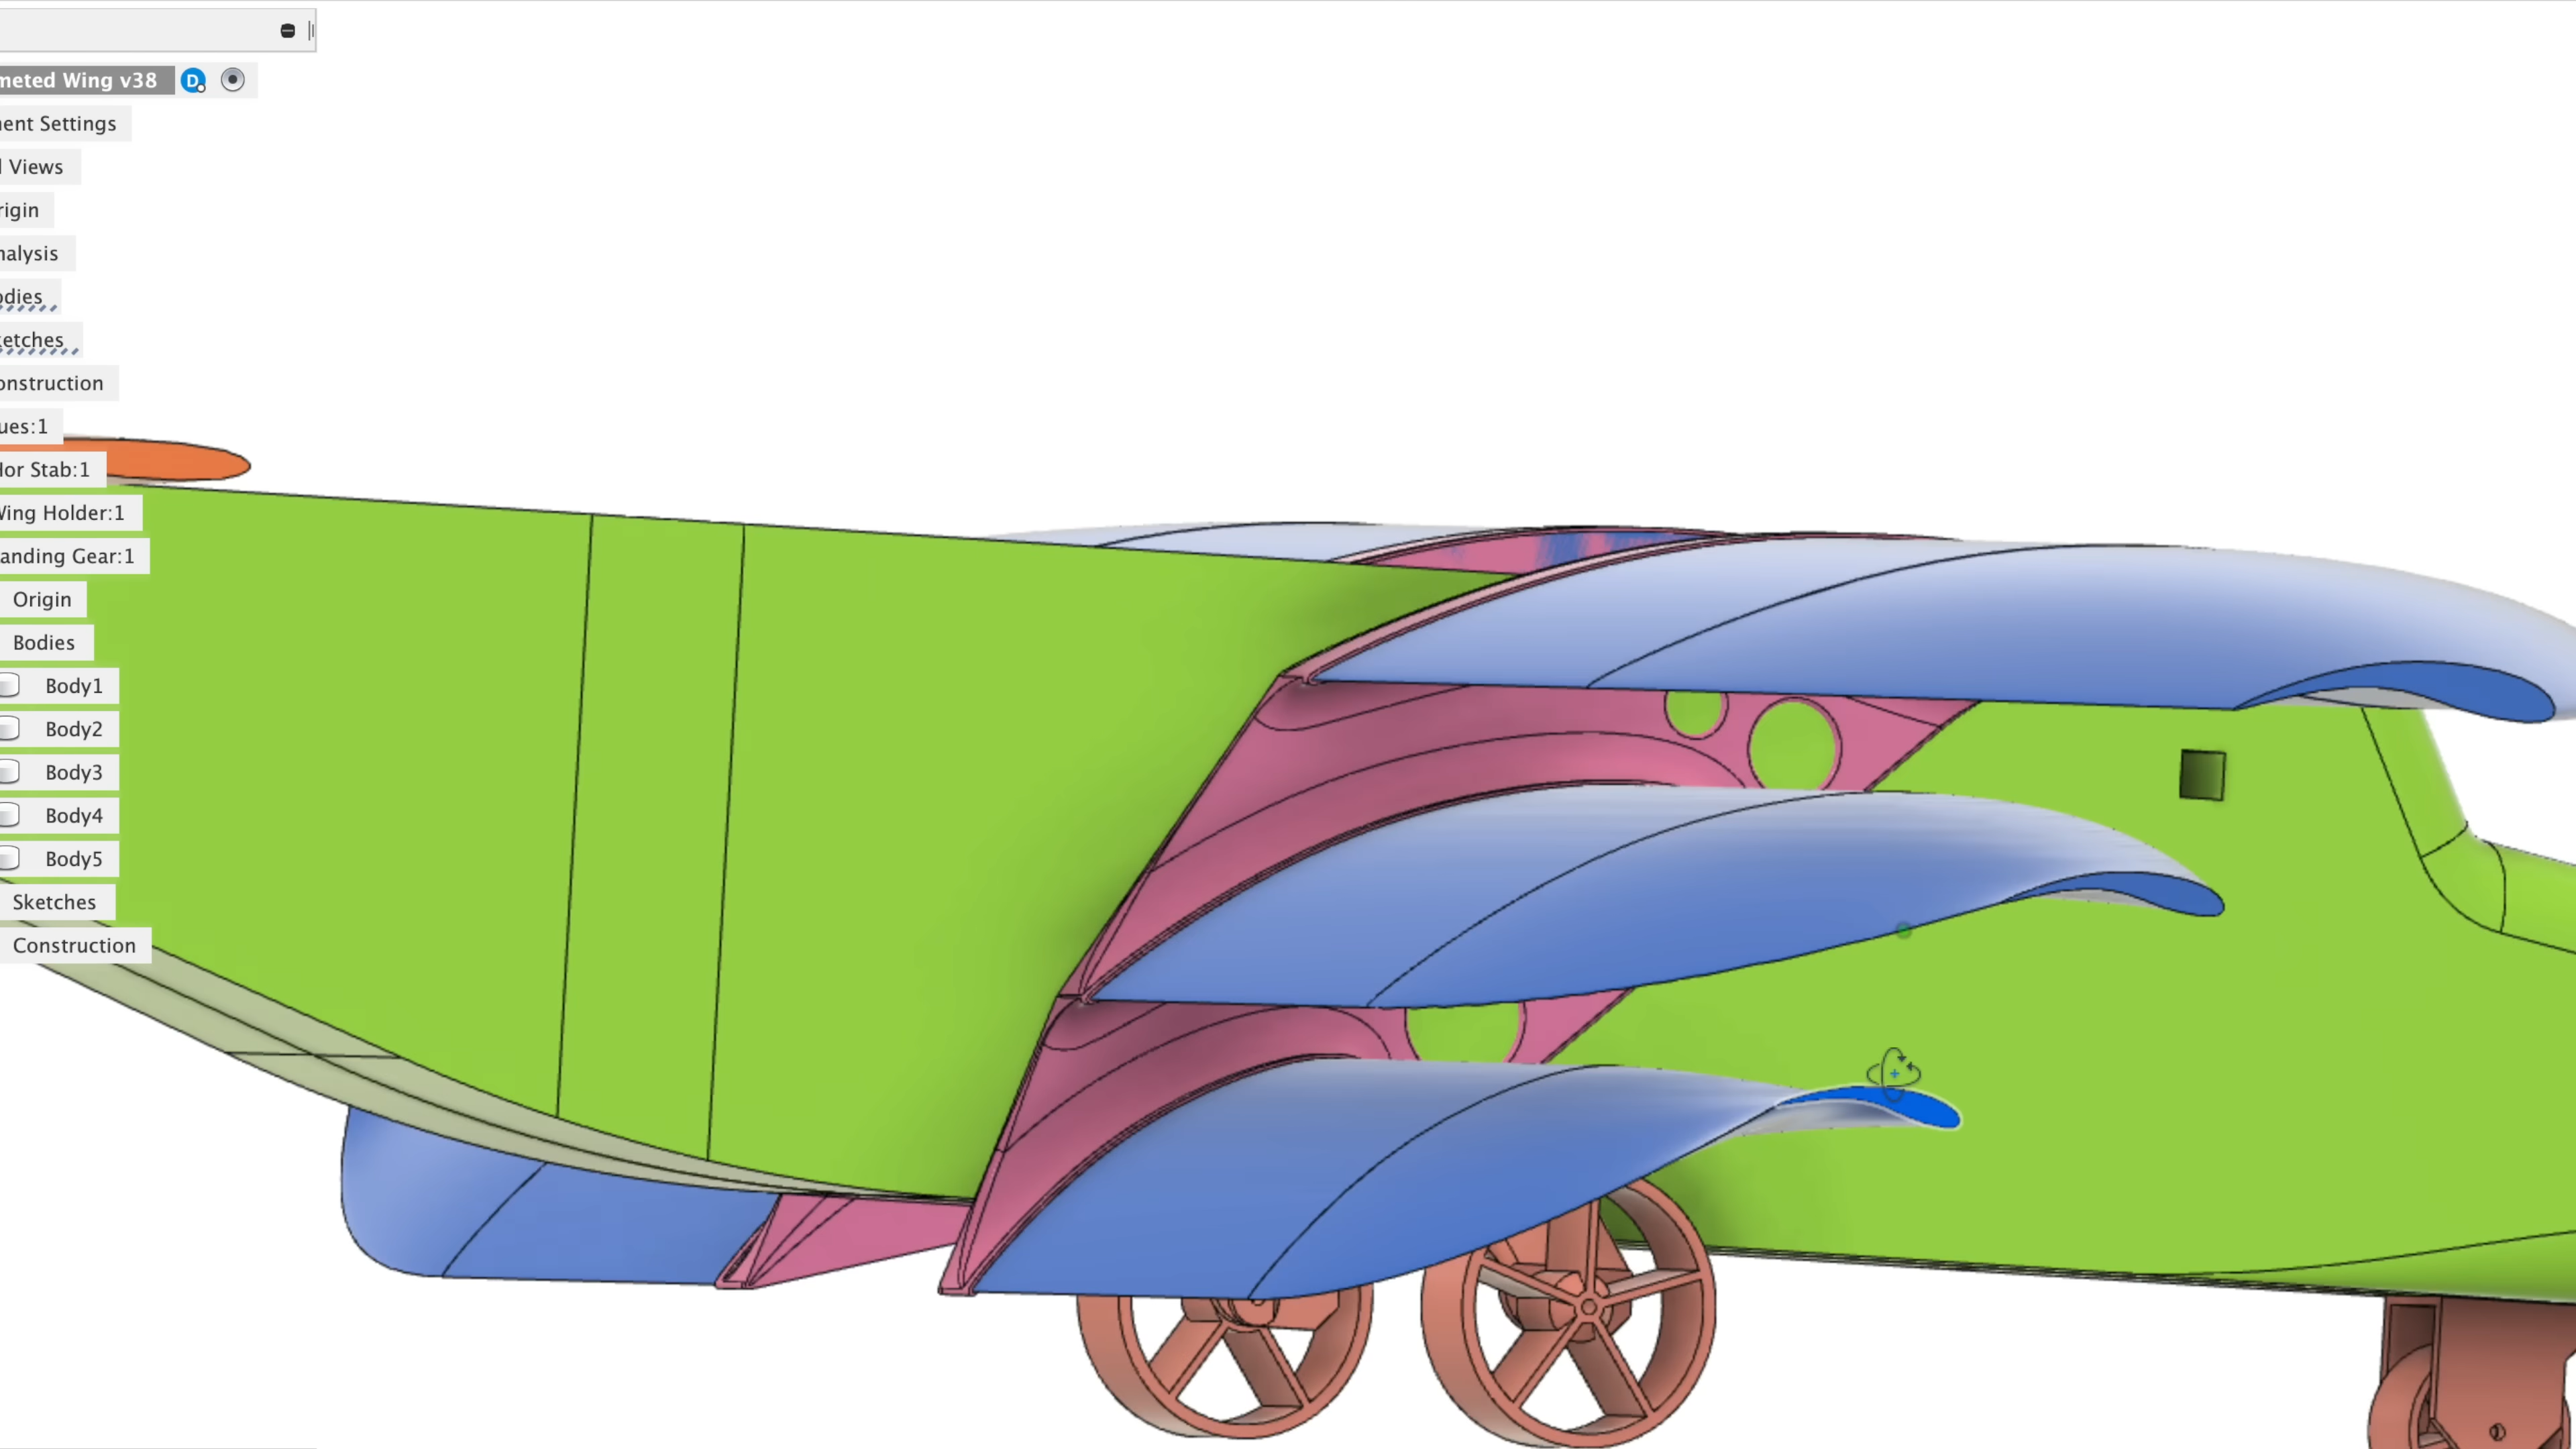 meted Wing v38
D
ent Settings
Views
rigin
nalysis
odies
etches
onstruction
ues:1
Hor Stab:1
Wing Holder:1
anding Gear:1
Origin
Bodies
Body1
Body2
Body3
Body4
Body5
Sketches
Construction